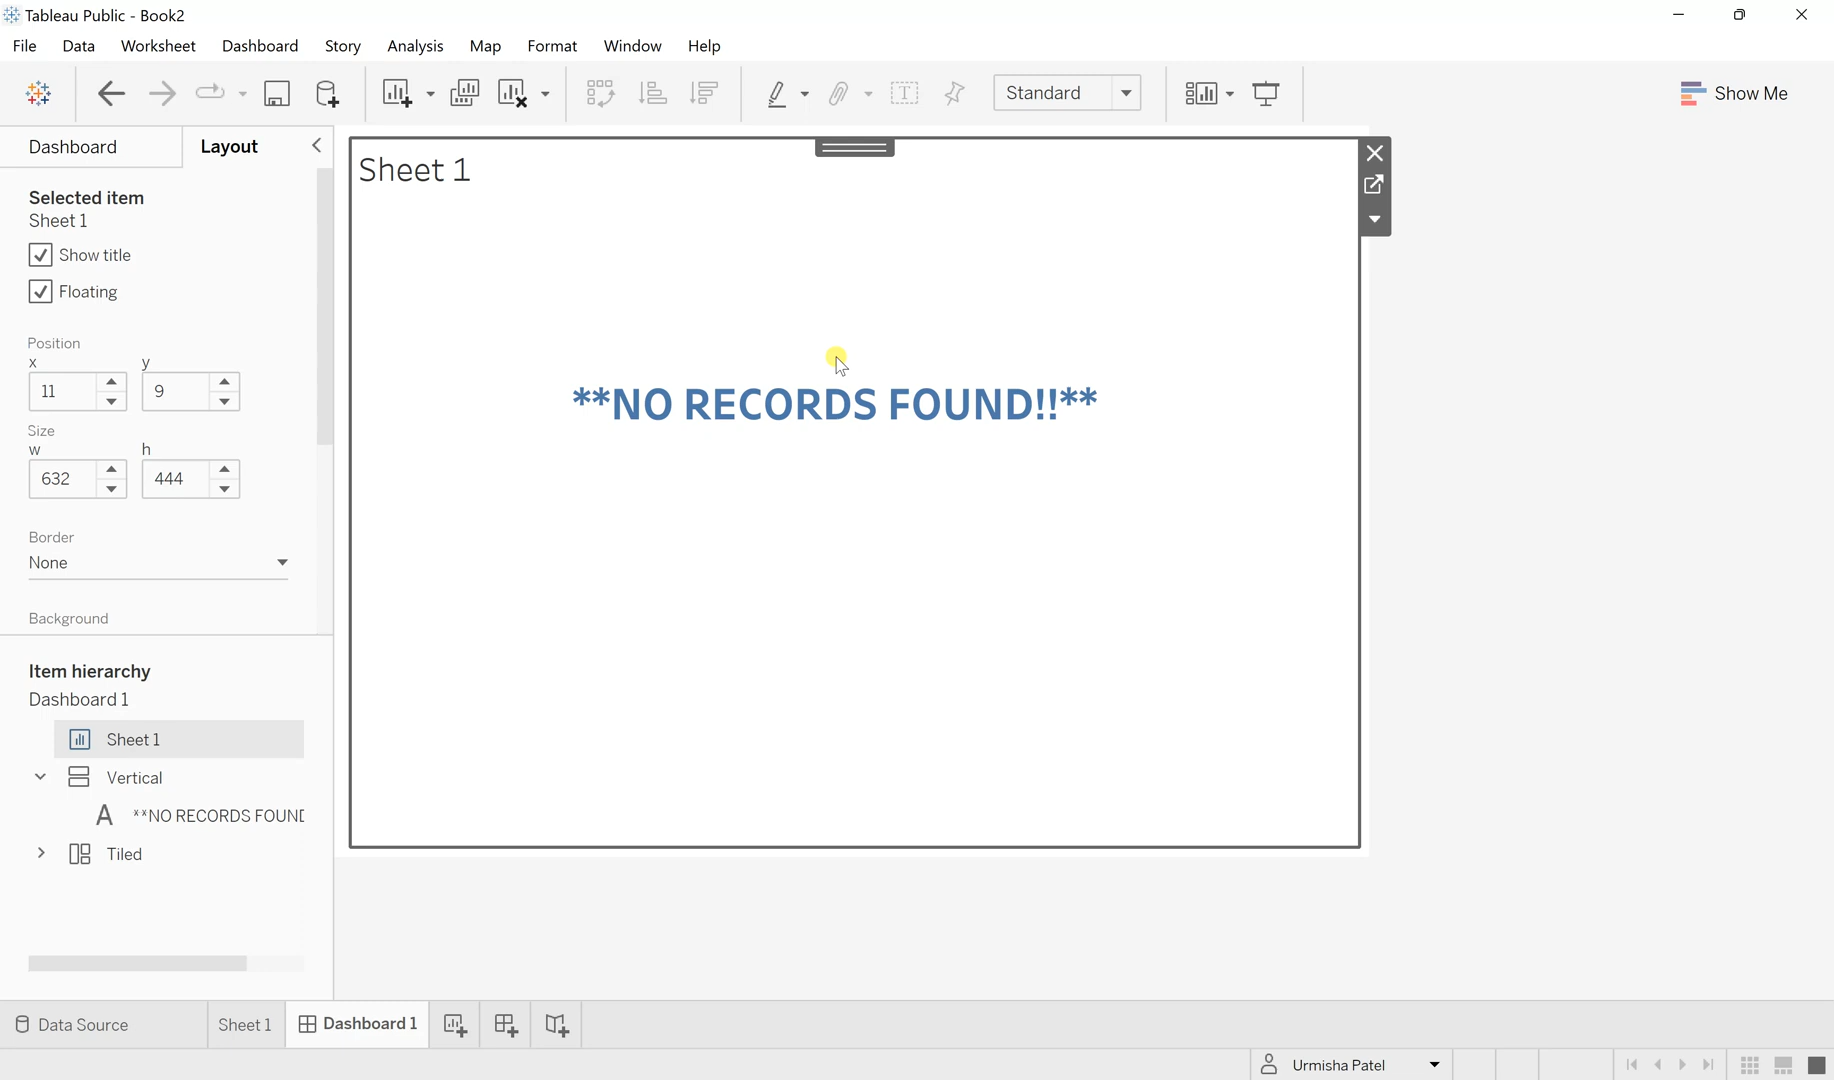 Tableau Public - Book2
File Data Worksheet Dashboard Story Analysis Map Format Window Help
Standard
Show Me
Dashboard
Layout
Sheet 1
Selected item
Sheet 1
Show title
Floating
Position
x y
11 9
Size
w h
632 444
Border
None
Background
**NO RECORDS FOUND!!**
Item hierarchy
Dashboard 1
Sheet 1
Vertical
A **NO RECORDS FOUND
Tiled
Data Source Sheet 1 Dashboard 1
Urmisha Patel